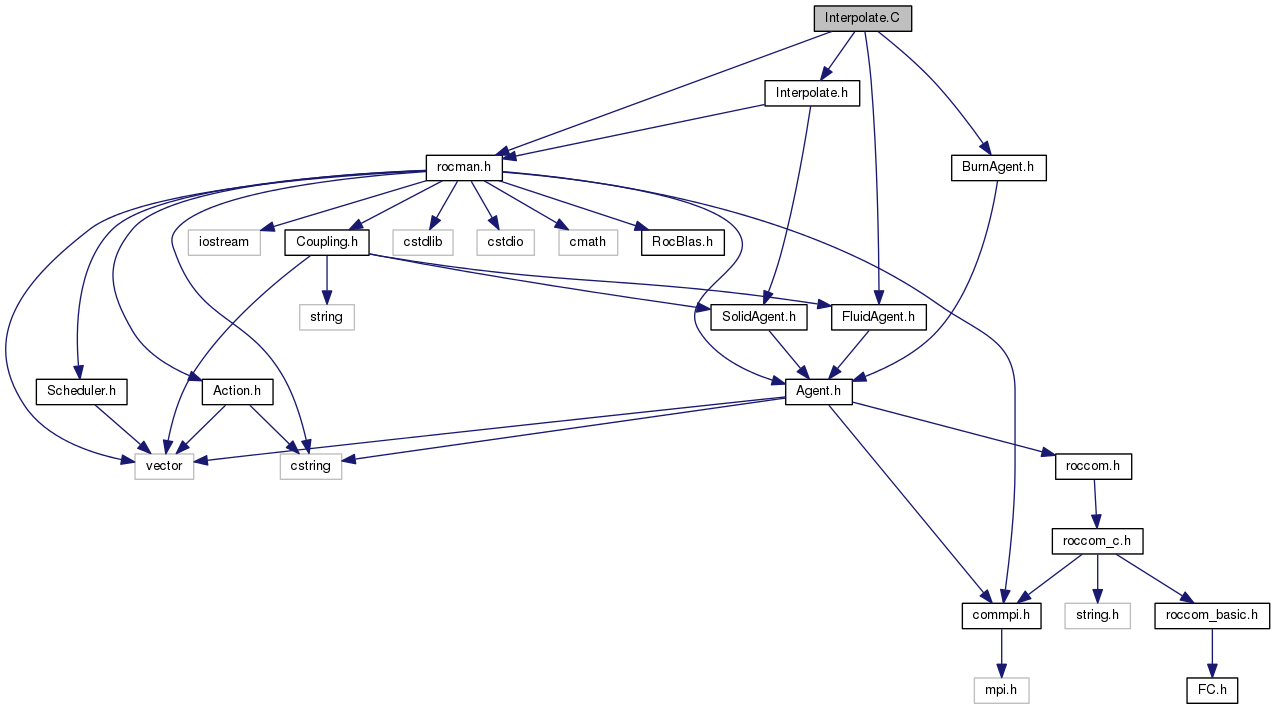 Interpolate.C
Interpolate.h
rocman.h
BurnAgent.h
iostream
Coupling.h
cstdlib
cstdio
cmath
RocBlas.h
string
SolidAgent.h
FluidAgent.h
Scheduler.h
Action.h
Agent.h
vector
cstring
roccom.h
roccom_c.h
commpi.h
string.h
roccom_basic.h
mpi.h
FC.h